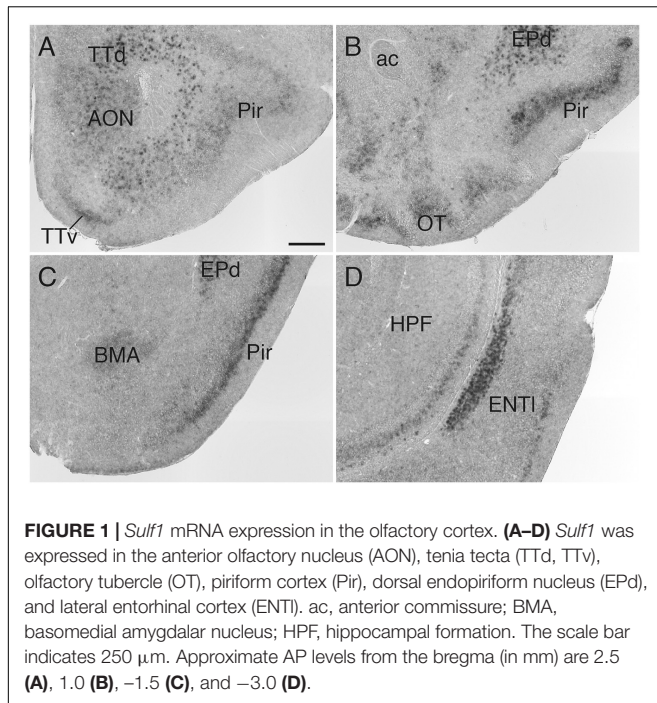 A
TTd
AON
Pir
TTv
B
ac
EPd
Pir
OT
C
EPd
BMA
Pir
D
HPF
ENTl
FIGURE 1 | Sulf1 mRNA expression in the olfactory cortex. (A–D) Sulf1 was
expressed in the anterior olfactory nucleus (AON), tenia tecta (TTd, TTv),
olfactory tubercle (OT), piriform cortex (Pir), dorsal endopiriform nucleus (EPd),
and lateral entorhinal cortex (ENTl). ac, anterior commissure; BMA,
basomedial amygdalar nucleus; HPF, hippocampal formation. The scale bar
indicates 250 μm. Approximate AP levels from the bregma (in mm) are 2.5
(A), 1.0 (B), –1.5 (C), and −3.0 (D).